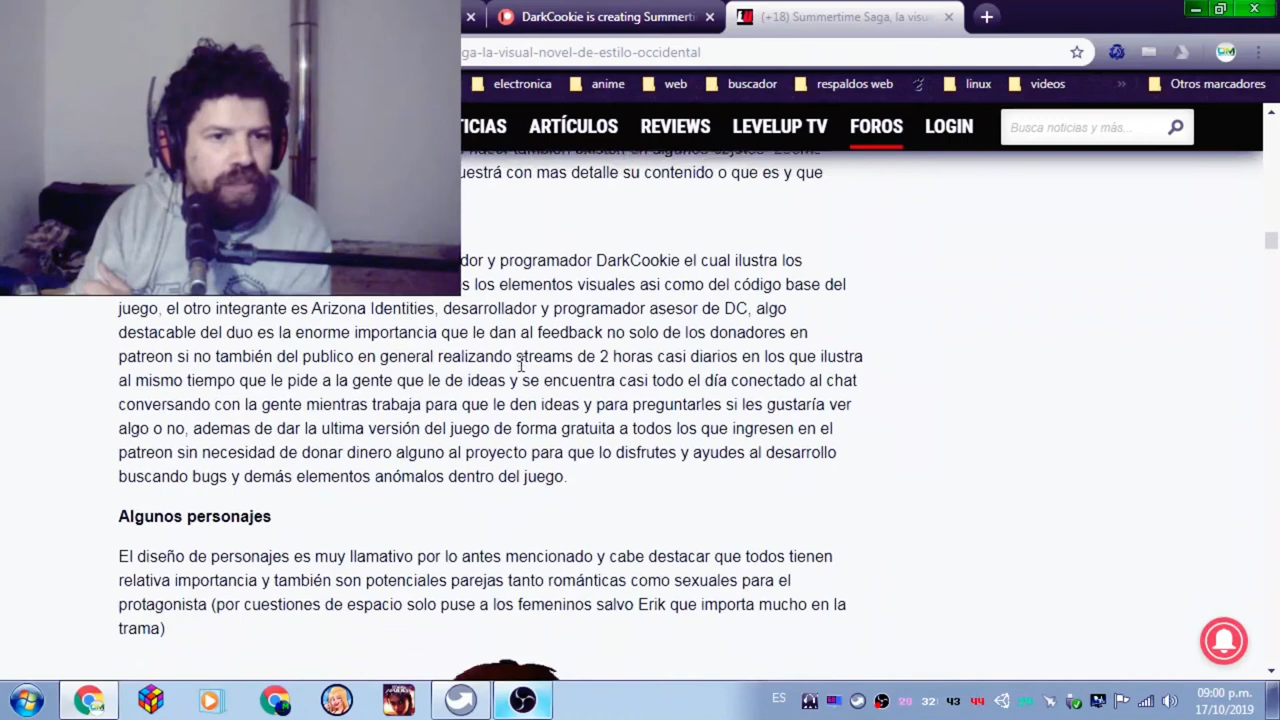 DarkCookie is creating Summerti
(+18) Summertime Saga, la visu
ga-la-visual-novel-de-estilo-occidental
electronica
anime
web
buscador
respaldos web
linux
videos
Otros marcadores
TICIAS
ARTÍCULOS
REVIEWS
LEVELUP TV
FOROS
LOGIN
Busca noticias y más...
uestrá con mas detalle su contenido o que es y que
dor y programador DarkCookie el cual ilustra los
s los elementos visuales asi como del código base del
juego, el otro integrante es Arizona Identities, desarrollador y programador asesor de DC, algo
destacable del duo es la enorme importancia que le dan al feedback no solo de los donadores en
patreon si no también del publico en general realizando streams de 2 horas casi diarios en los que ilustra
al mismo tiempo que le pide a la gente que le de ideas y se encuentra casi todo el día conectado al chat
conversando con la gente mientras trabaja para que le den ideas y para preguntarles si les gustaría ver
algo o no, ademas de dar la ultima versión del juego de forma gratuita a todos los que ingresen en el
patreon sin necesidad de donar dinero alguno al proyecto para que lo disfrutes y ayudes al desarrollo
buscando bugs y demás elementos anómalos dentro del juego.
Algunos personajes
El diseño de personajes es muy llamativo por lo antes mencionado y cabe destacar que todos tienen
relativa importancia y también son potenciales parejas tanto románticas como sexuales para el
protagonista (por cuestiones de espacio solo puse a los femeninos salvo Erik que importa mucho en la
trama)
ES
32
43
44
09:00 p.m.
17/10/2019